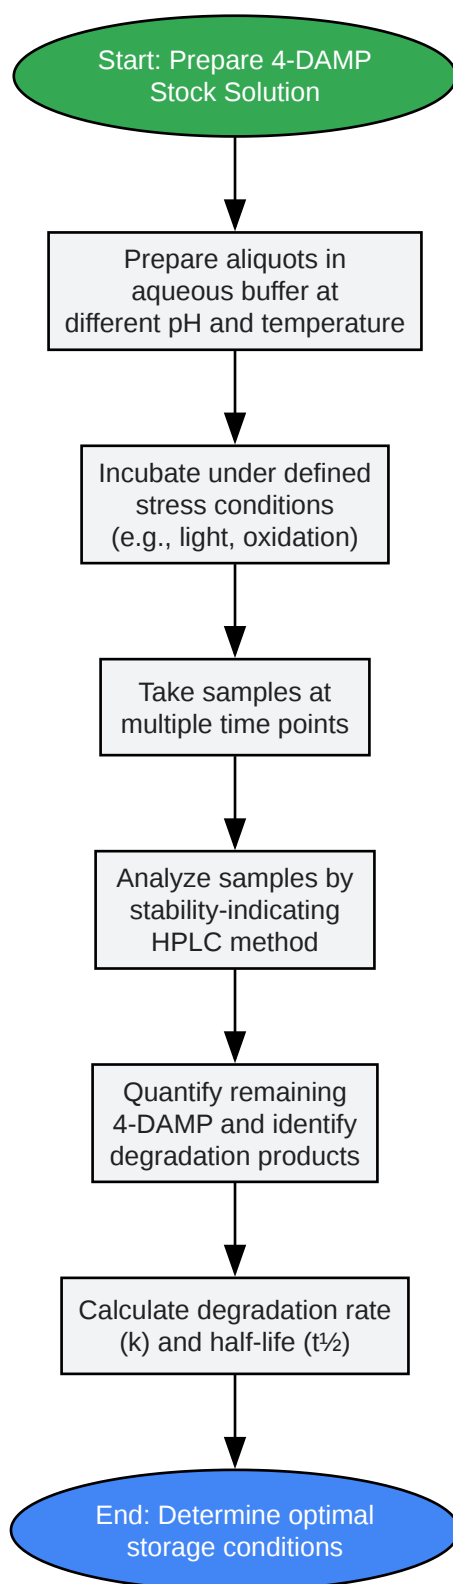 Start: Prepare 4-DAMP
Stock Solution
Prepare aliquots in
aqueous buffer at
different pH and temperature
Incubate under defined
stress conditions
(e.g., light, oxidation)
Take samples at
multiple time points
Analyze samples by
stability-indicating
HPLC method
Quantify remaining
4-DAMP and identify
degradation products
Calculate degradation rate
(k) and half-life (t½)
End: Determine optimal
storage conditions